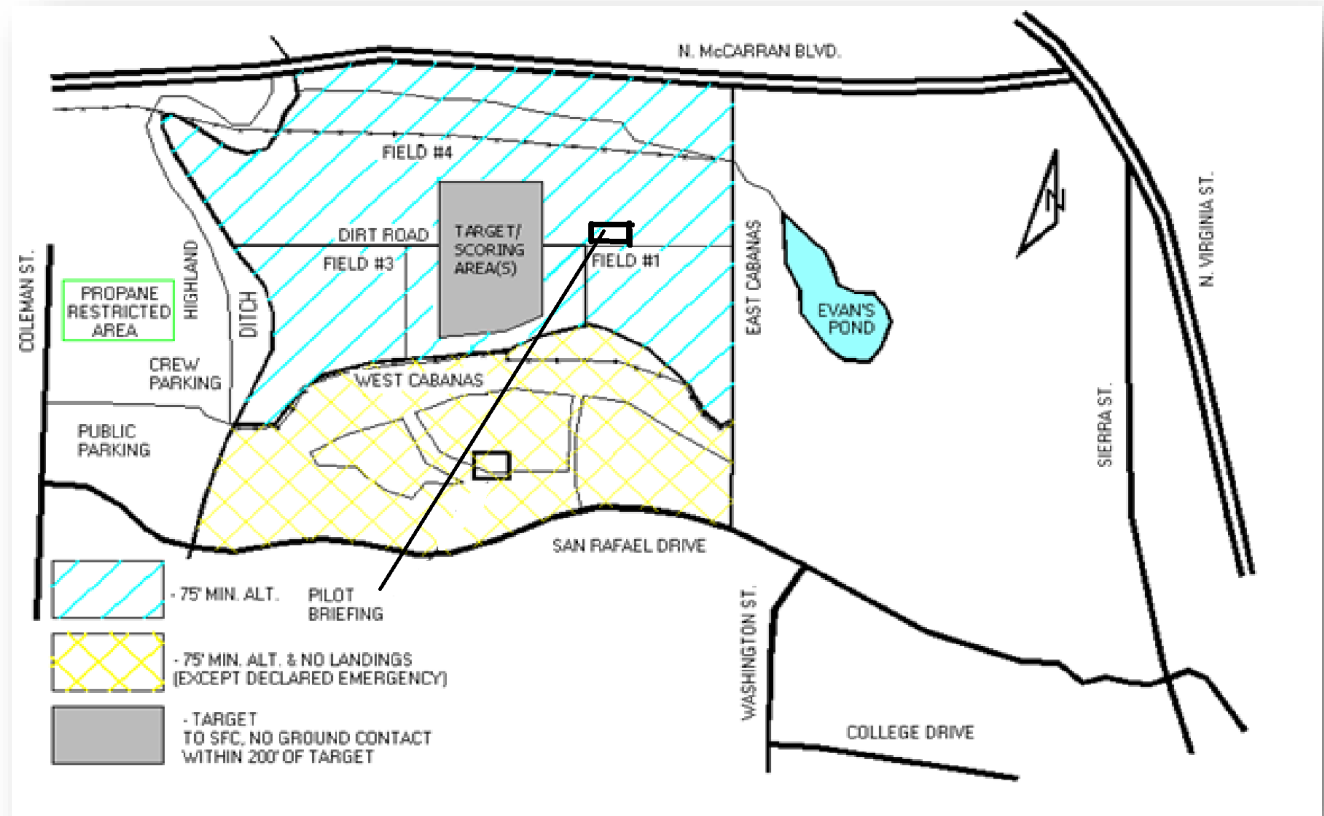 N. McCARRAN BLVD.
FIELD #4
N
N. VIRGINIA ST.
COLEMAN ST.
HIGHLAND
DITCH
DIRT ROAD
FIELD #3
TARGET/
SCORING
AREA(S)
FIELD #1
EAST CABANAS
PROPANE
RESTRICTED
AREA
EVAN'S
POND
CREW
PARKING
WEST CABANAS
SIERRA ST.
PUBLIC
PARKING
SAN RAFAEL DRIVE
- 75' MIN. ALT.
PILOT
BRIEFING
WASHINGTON ST.
- 75' MIN. ALT. & NO LANDINGS
(EXCEPT DECLARED EMERGENCY)
- TARGET
TO SFC, NO GROUND CONTACT
WITHIN 200' OF TARGET
COLLEGE DRIVE